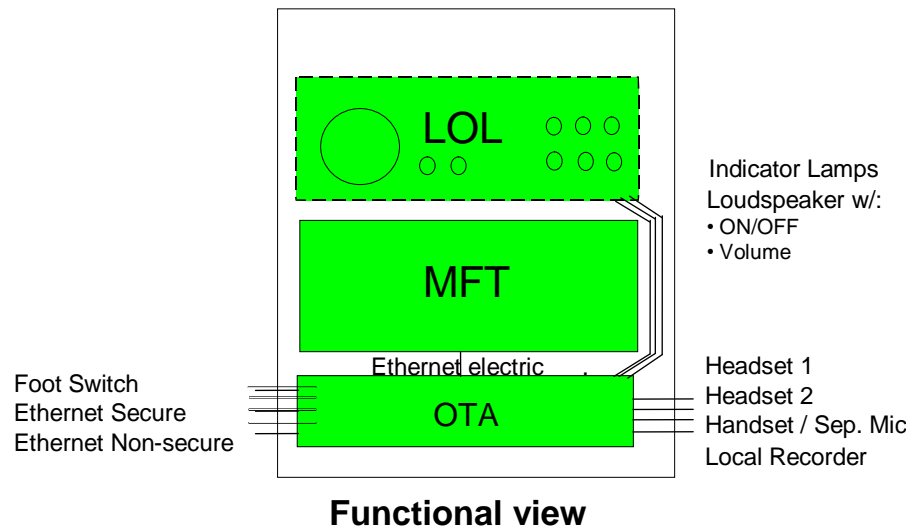 LOL
Indicator Lamps
Loudspeaker w/:
• ON/OFF
• Volume
MFT
Ethernet electric
Foot Switch
Ethernet Secure
Ethernet Non-secure
OTA
Headset 1
Headset 2
Handset / Sep. Mic
Local Recorder
Functional view